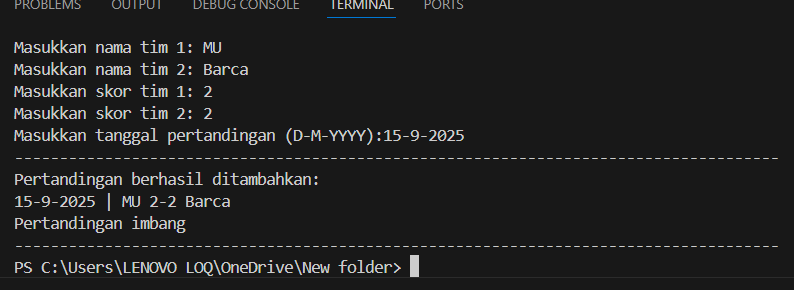 PROBLEMS OUTPUT DEBUG CONSOLE TERMINAL PORTS
Masukkan nama tim 1: MU
Masukkan nama tim 2: Barca
Masukkan skor tim 1: 2
Masukkan skor tim 2: 2
Masukkan tanggal pertandingan (D-M-YYYY):15-9-2025
-------------------------------------------------------------------------------------
Pertandingan berhasil ditambahkan:
15-9-2025 | MU 2-2 Barca
Pertandingan imbang
-------------------------------------------------------------------------------------
PS C:\Users\LENOVO LOQ\OneDrive\New folder>